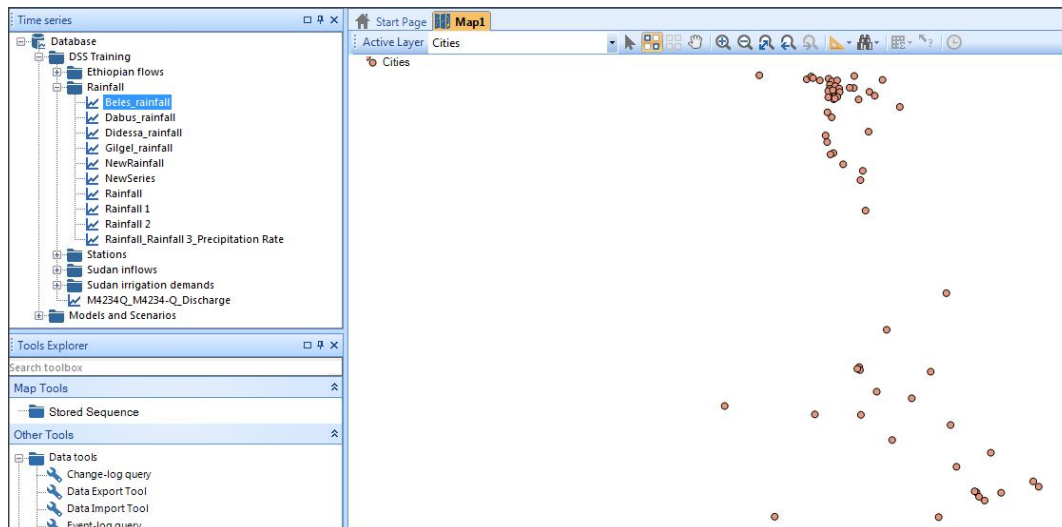 Time series
Database
DSS Training
Ethiopian flows
Rainfall
Beles_rainfall
Dabus_rainfall
Didessa_rainfall
Gilgel_rainfall
NewRainfall
NewSeries
Rainfall
Rainfall 1
Rainfall 2
Rainfall_Rainfall 3_Precipitation Rate
Stations
Sudan inflows
Sudan irrigation demands
M4234Q_M4234-Q_Discharge
Models and Scenarios
Tools Explorer
Search toolbox
Map Tools
Stored Sequence
Other Tools
Data tools
Change-log query
Data Export Tool
Data Import Tool
Event-log query
Start Page Map1
Active Layer Cities
Cities